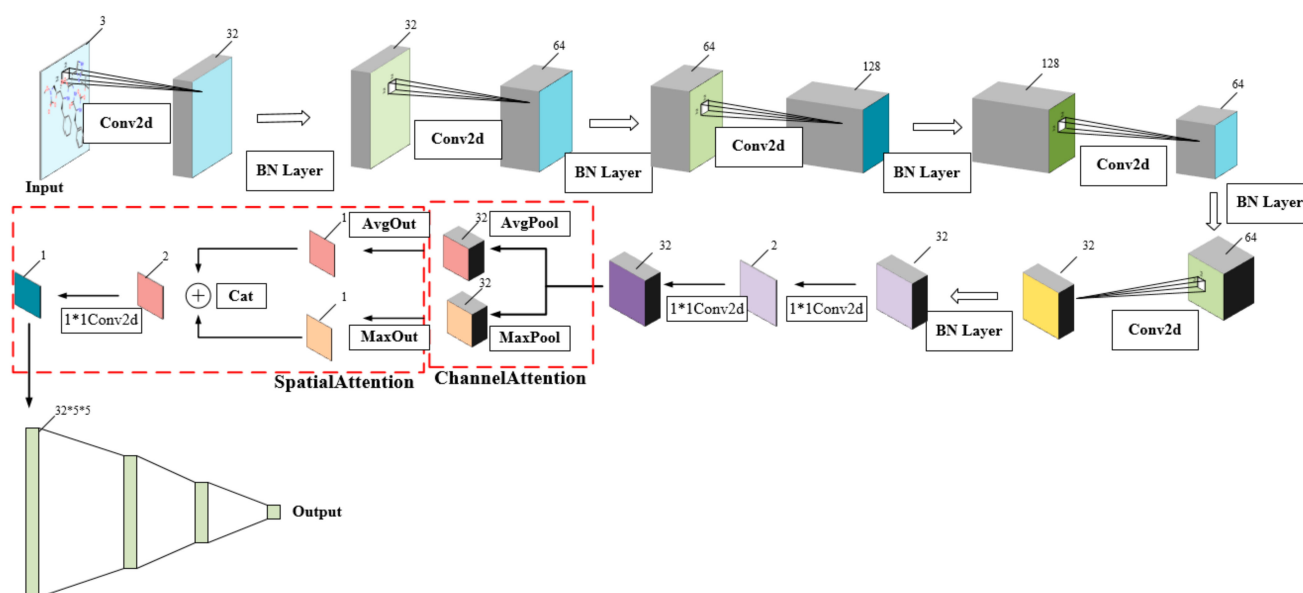 3
32
Conv2d
Input
BN Layer
32
64
Conv2d
BN Layer
64
128
Conv2d
BN Layer
128
64
Conv2d
BN Layer
64
Conv2d
32
BN Layer
32
1*1Conv2d
2
1*1Conv2d
32
AvgPool
32
32
MaxPool
ChannelAttention
AvgOut
1
1
MaxOut
Cat
2
1*1Conv2d
1
SpatialAttention
32*5*5
Output